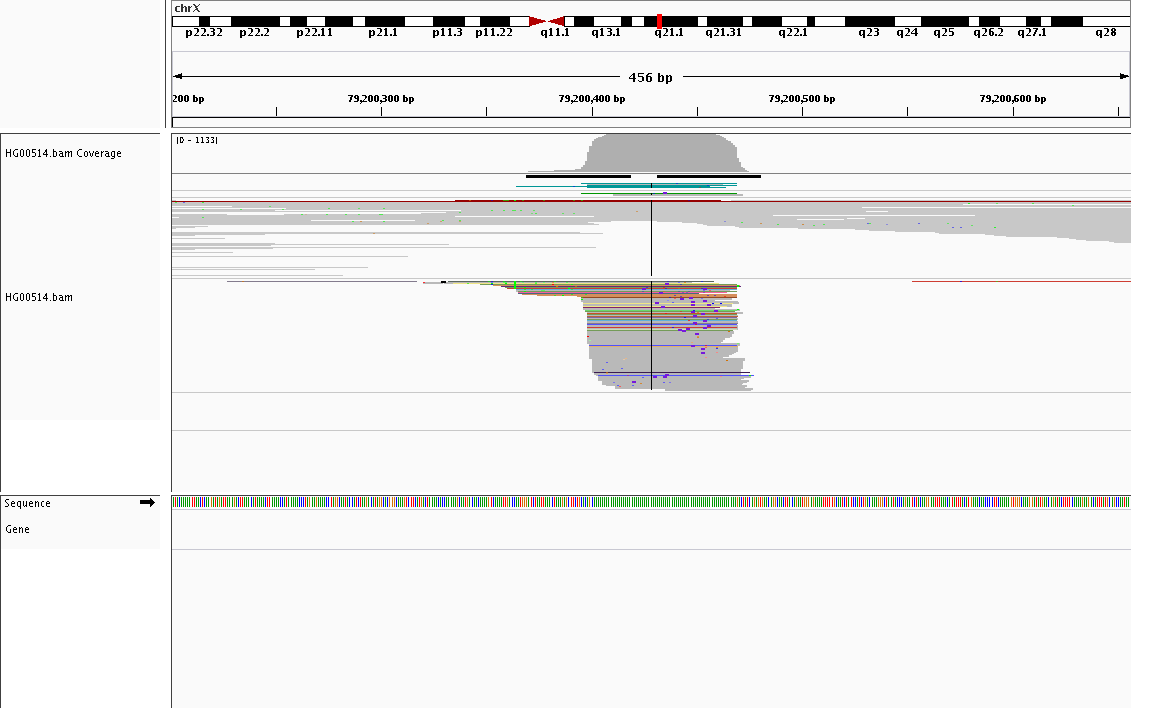 chrX
p22.32 p22.2 p22.11 p21.1 p11.3 p11.22 q11.1 q13.1 q21.1 q21.31 q22.1 q23 q24 q25 q26.2 q27.1 q28
456 bp
200 bp 79,200,300 bp 79,200,400 bp 79,200,500 bp 79,200,600 bp
[0 - 1133]
HG00514.bam Coverage
HG00514.bam
Sequence
Gene